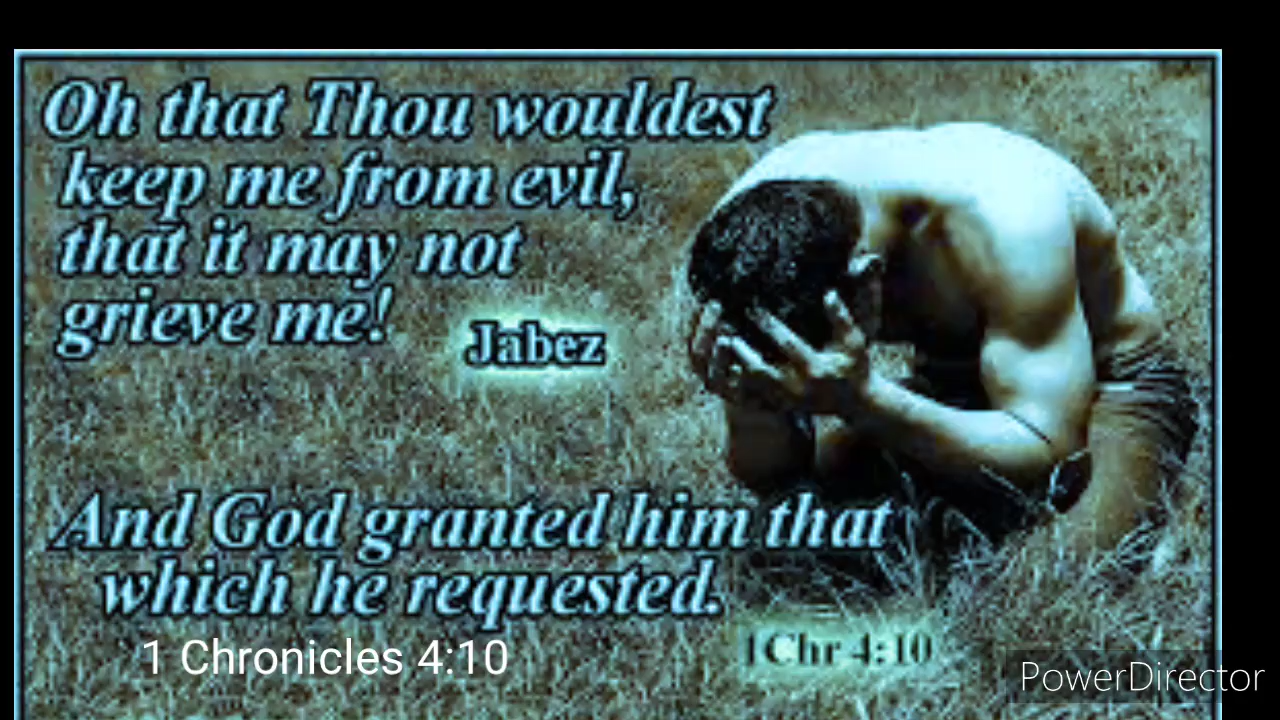 Oh that Thou wouldest
keep me from evil,
that it may not
grieve me!
Jabez
And God granted him that
which he requested.
1 Chronicles 4:10
1Chr 4:10
PowerDirector